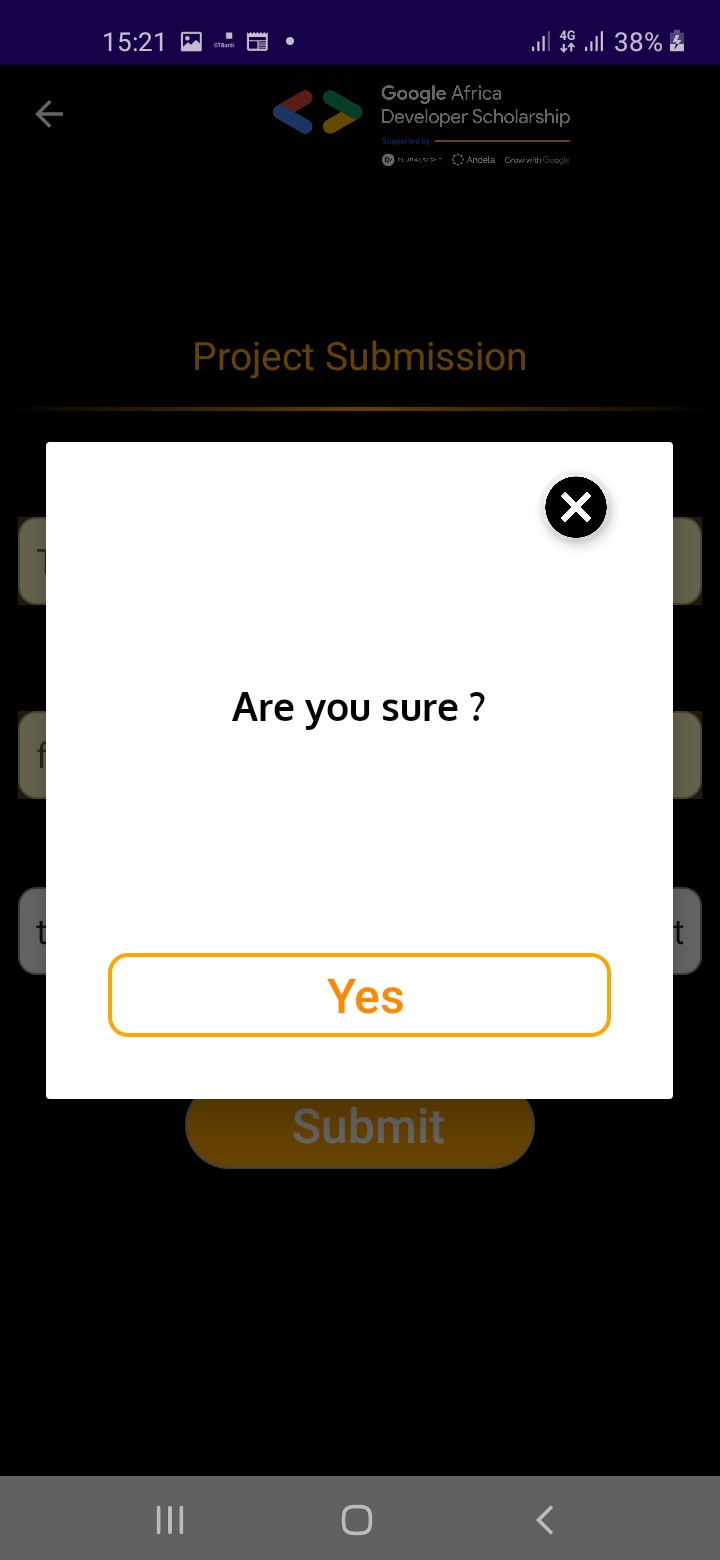 15:21 GTBank 4G 38%
Google Africa
Developer Scholarship
Supported by
PLURALSIGHT Andela Grow with Google
Project Submission
T
f
t t
Are you sure ?
Yes
Submit